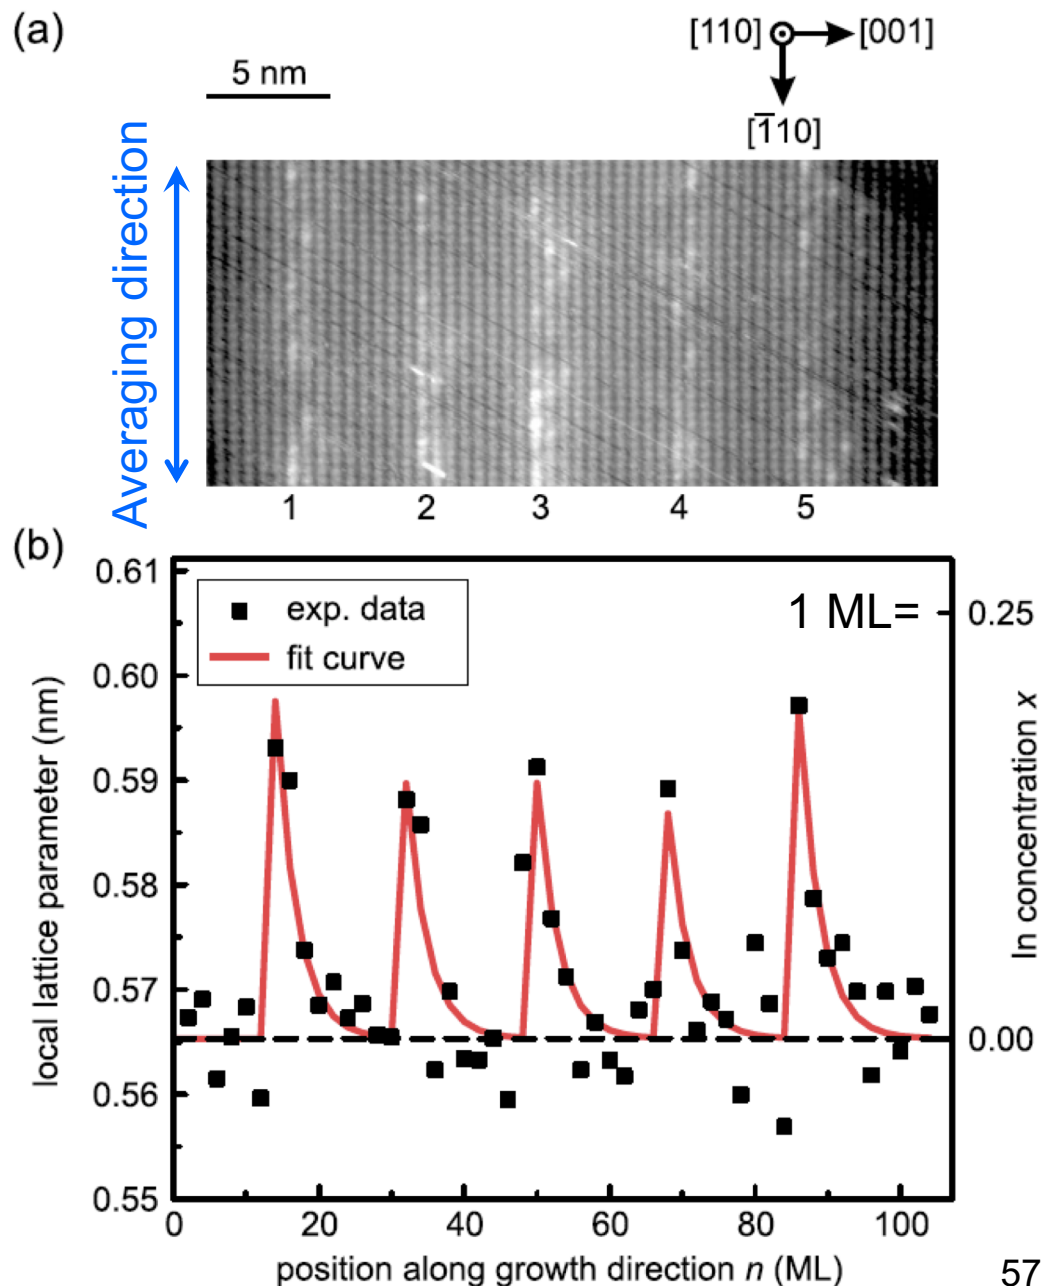 (a)
[110]
[001]
[1̅10]
5 nm
Averaging direction
1 2 3 4 5
(b)
exp. data
fit curve
1 ML=
0.61
0.60
0.59
0.58
0.57
0.56
0.55
local lattice parameter (nm)
0.25
0.00
In concentration x
0 20 40 60 80 100
position along growth direction n (ML)
57